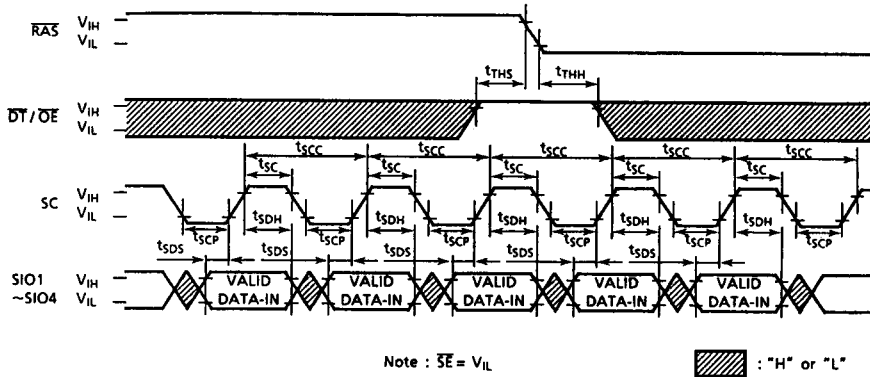 RAS VIH
VIL
tTHS tTHH
DT / OE VIH
VIL
tSCC tSCC tSCC tSCC tSCC
tSC tSC tSC tSC tSC
SC VIH
VIL
tSDH tSDH tSDH tSDH tSDH
tSCP tSCP tSCP tSCP tSCP tSCP
tSDS tSDS tSDS tSDS tSDS
SIO1 VIH VALID VALID VALID VALID VALID
~SIO4 VIL DATA-IN DATA-IN DATA-IN DATA-IN DATA-IN
Note : SE = VIL : "H" or "L"